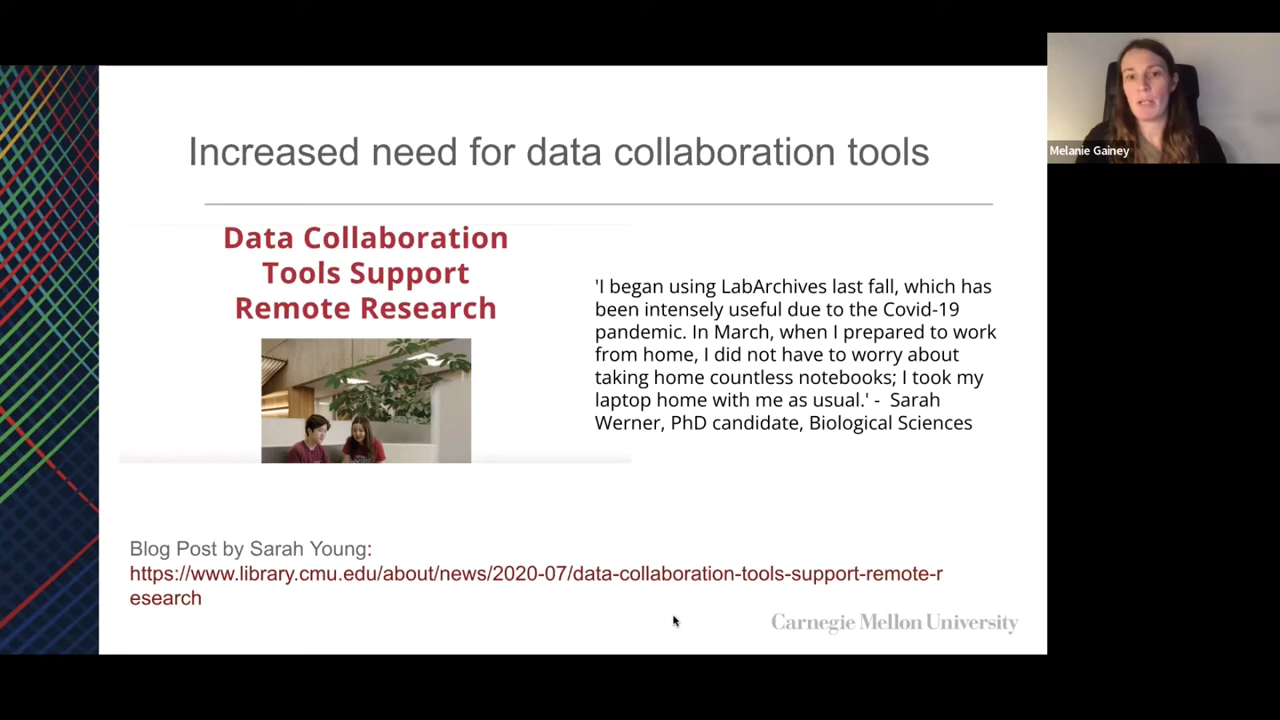 Increased need for data collaboration tools
Data Collaboration
Tools Support
Remote Research
'I began using LabArchives last fall, which has
been intensely useful due to the Covid-19
pandemic. In March, when I prepared to work
from home, I did not have to worry about
taking home countless notebooks; I took my
laptop home with me as usual.' - Sarah
Werner, PhD candidate, Biological Sciences
Blog Post by Sarah Young:
https://www.library.cmu.edu/about/news/2020-07/data-collaboration-tools-support-remote-r
esearch
Carnegie Mellon University
Melanie Gainey